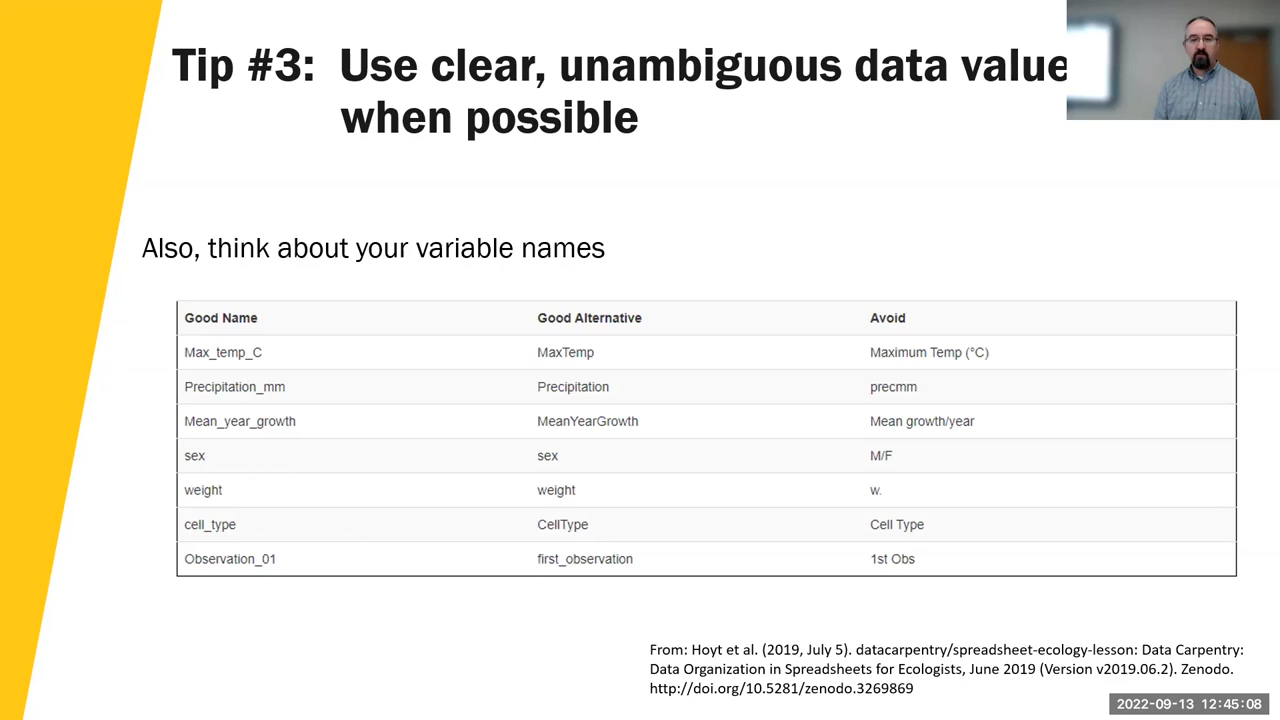 Tip #3: Use clear, unambiguous data value
when possible
Also, think about your variable names
Good Name Good Alternative Avoid
Max_temp_C MaxTemp Maximum Temp (°C)
Precipitation_mm Precipitation precmm
Mean_year_growth MeanYearGrowth Mean growth/year
sex sex M/F
weight weight w.
cell_type CellType Cell Type
Observation_01 first_observation 1st Obs
From: Hoyt et al. (2019, July 5). datacarpentry/spreadsheet-ecology-lesson: Data Carpentry:
Data Organization in Spreadsheets for Ecologists, June 2019 (Version v2019.06.2). Zenodo.
http://doi.org/10.5281/zenodo.3269869
2022-09-13 12:45:08